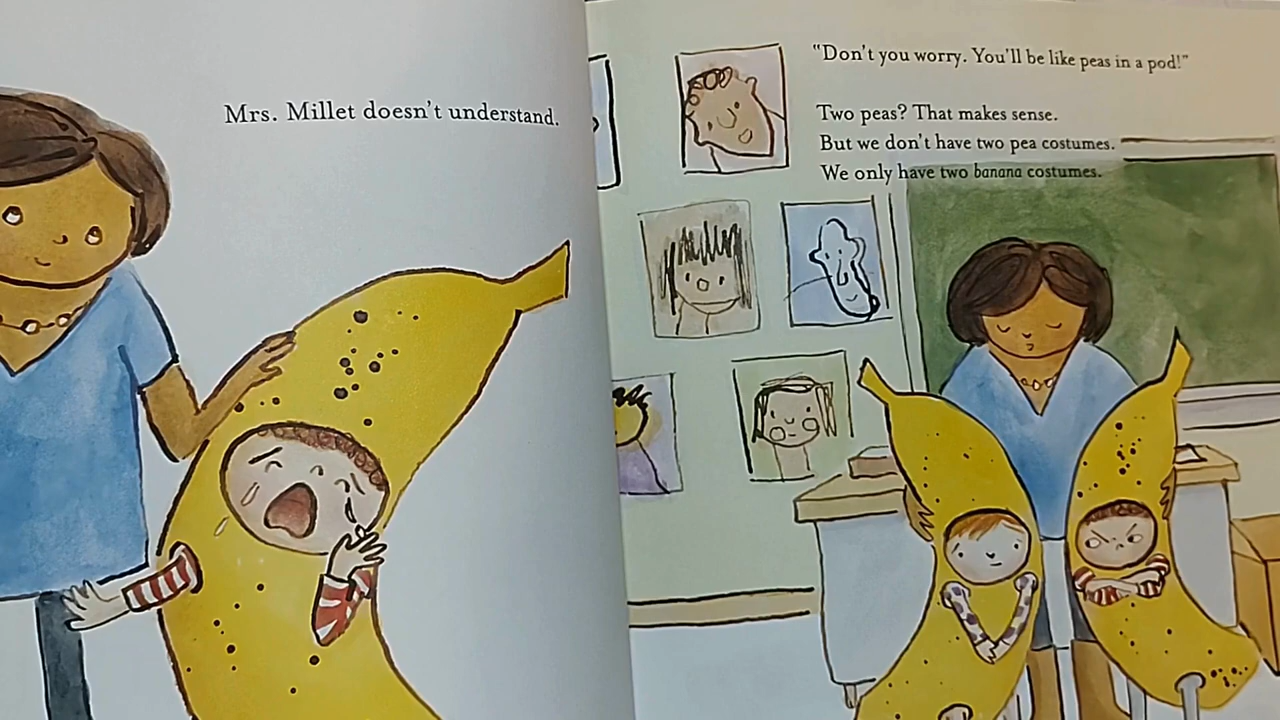 Mrs. Millet doesn't understand.
"Don't you worry. You'll be like peas in a pod!"
Two peas? That makes sense.
But we don't have two pea costumes.
We only have two banana costumes.